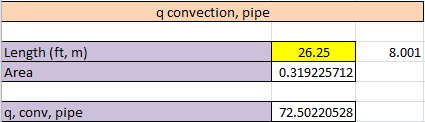 q convection, pipe
Length (ft, m) 26.25 8.001
Area 0.319225712
q, conv, pipe 72.50220528